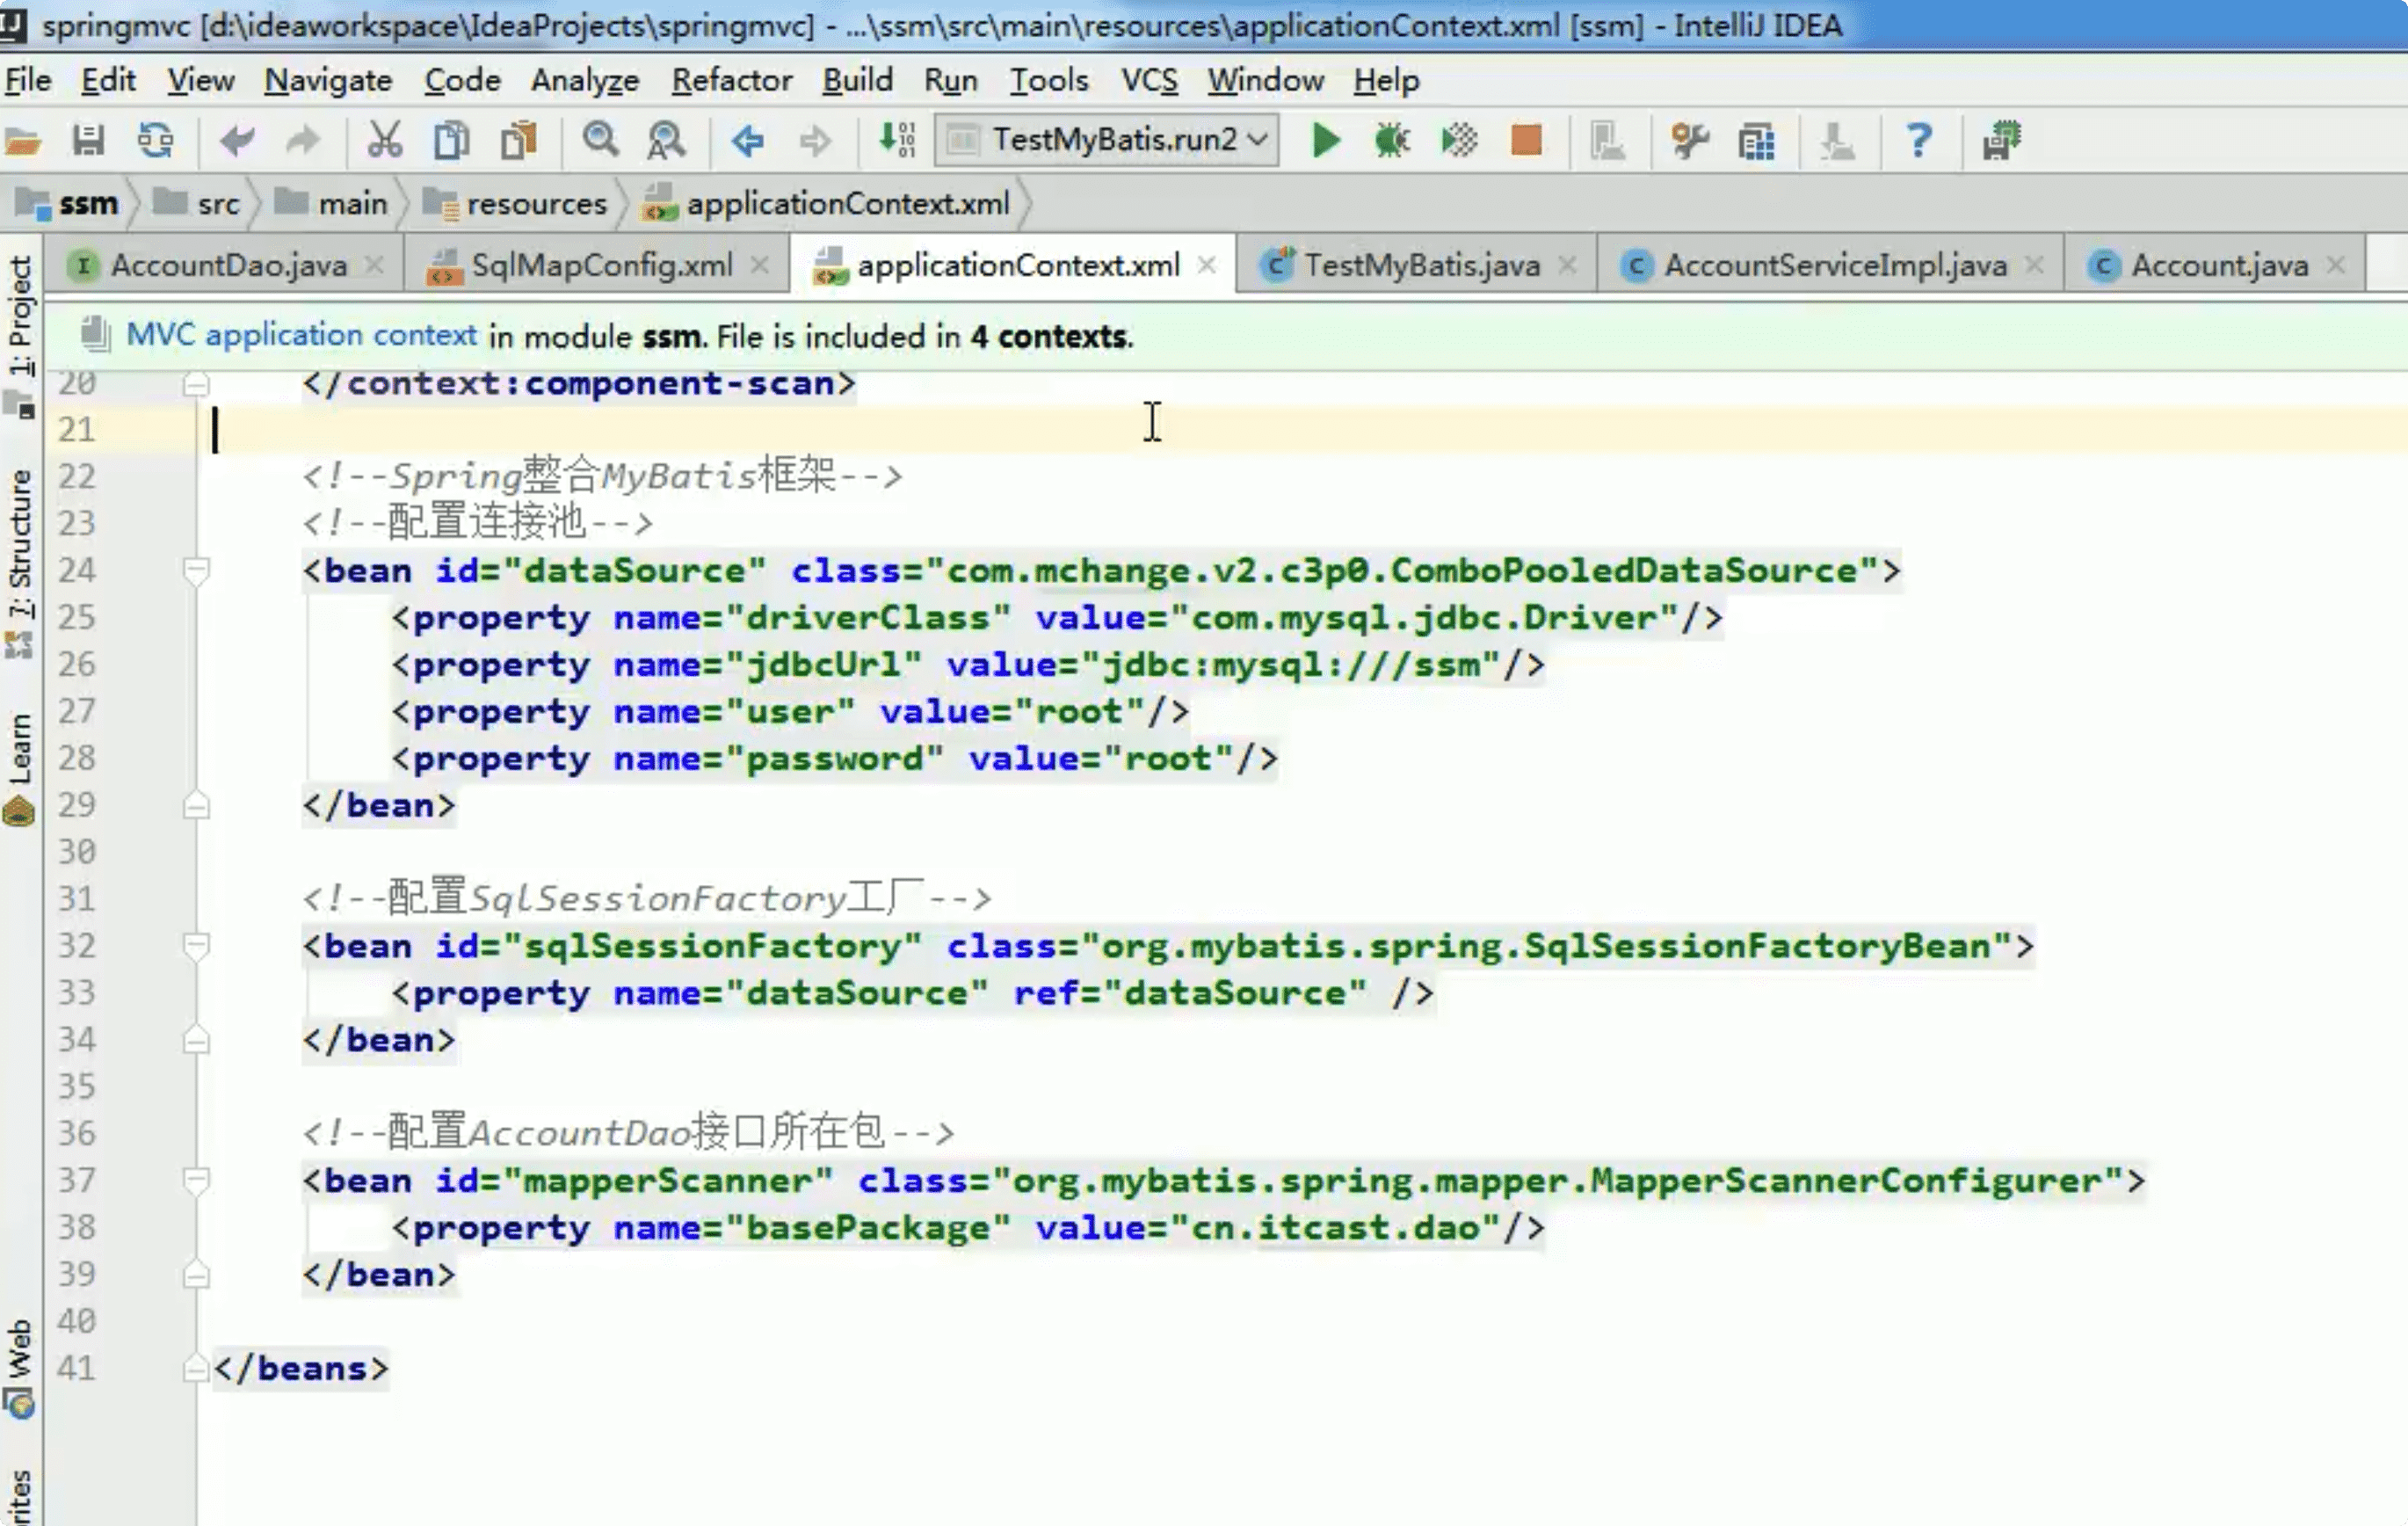 springmvc [d:\ideaworkspace\IdeaProjects\springmvc] - ...\ssm\src\main\resources\applicationContext.xml [ssm] - IntelliJ IDEA
File Edit View Navigate Code Analyze Refactor Build Run Tools VCS Window Help
TestMyBatis.run2
ssm src main resources applicationContext.xml
AccountDao.java SqlMapConfig.xml applicationContext.xml TestMyBatis.java AccountServiceImpl.java Account.java
MVC application context in module ssm. File is included in 4 contexts.
20 </context:component-scan>
21
22 <!--Spring整合MyBatis框架-->
23 <!--配置连接池-->
24 <bean id="dataSource" class="com.mchange.v2.c3p0.ComboPooledDataSource">
25 <property name="driverClass" value="com.mysql.jdbc.Driver"/>
26 <property name="jdbcUrl" value="jdbc:mysql:///ssm"/>
27 <property name="user" value="root"/>
28 <property name="password" value="root"/>
29 </bean>
30
31 <!--配置SqlSessionFactory工厂-->
32 <bean id="sqlSessionFactory" class="org.mybatis.spring.SqlSessionFactoryBean">
33 <property name="dataSource" ref="dataSource" />
34 </bean>
35
36 <!--配置AccountDao接口所在包-->
37 <bean id="mapperScanner" class="org.mybatis.spring.mapper.MapperScannerConfigurer">
38 <property name="basePackage" value="cn.itcast.dao"/>
39 </bean>
40
41 </beans>
1: Project
7: Structure
Learn
Web